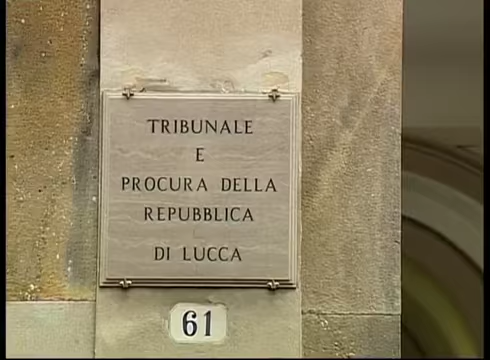 TRIBUNALE
E
PROCURA DELLA
REPUBBLICA
DI LUCCA
61